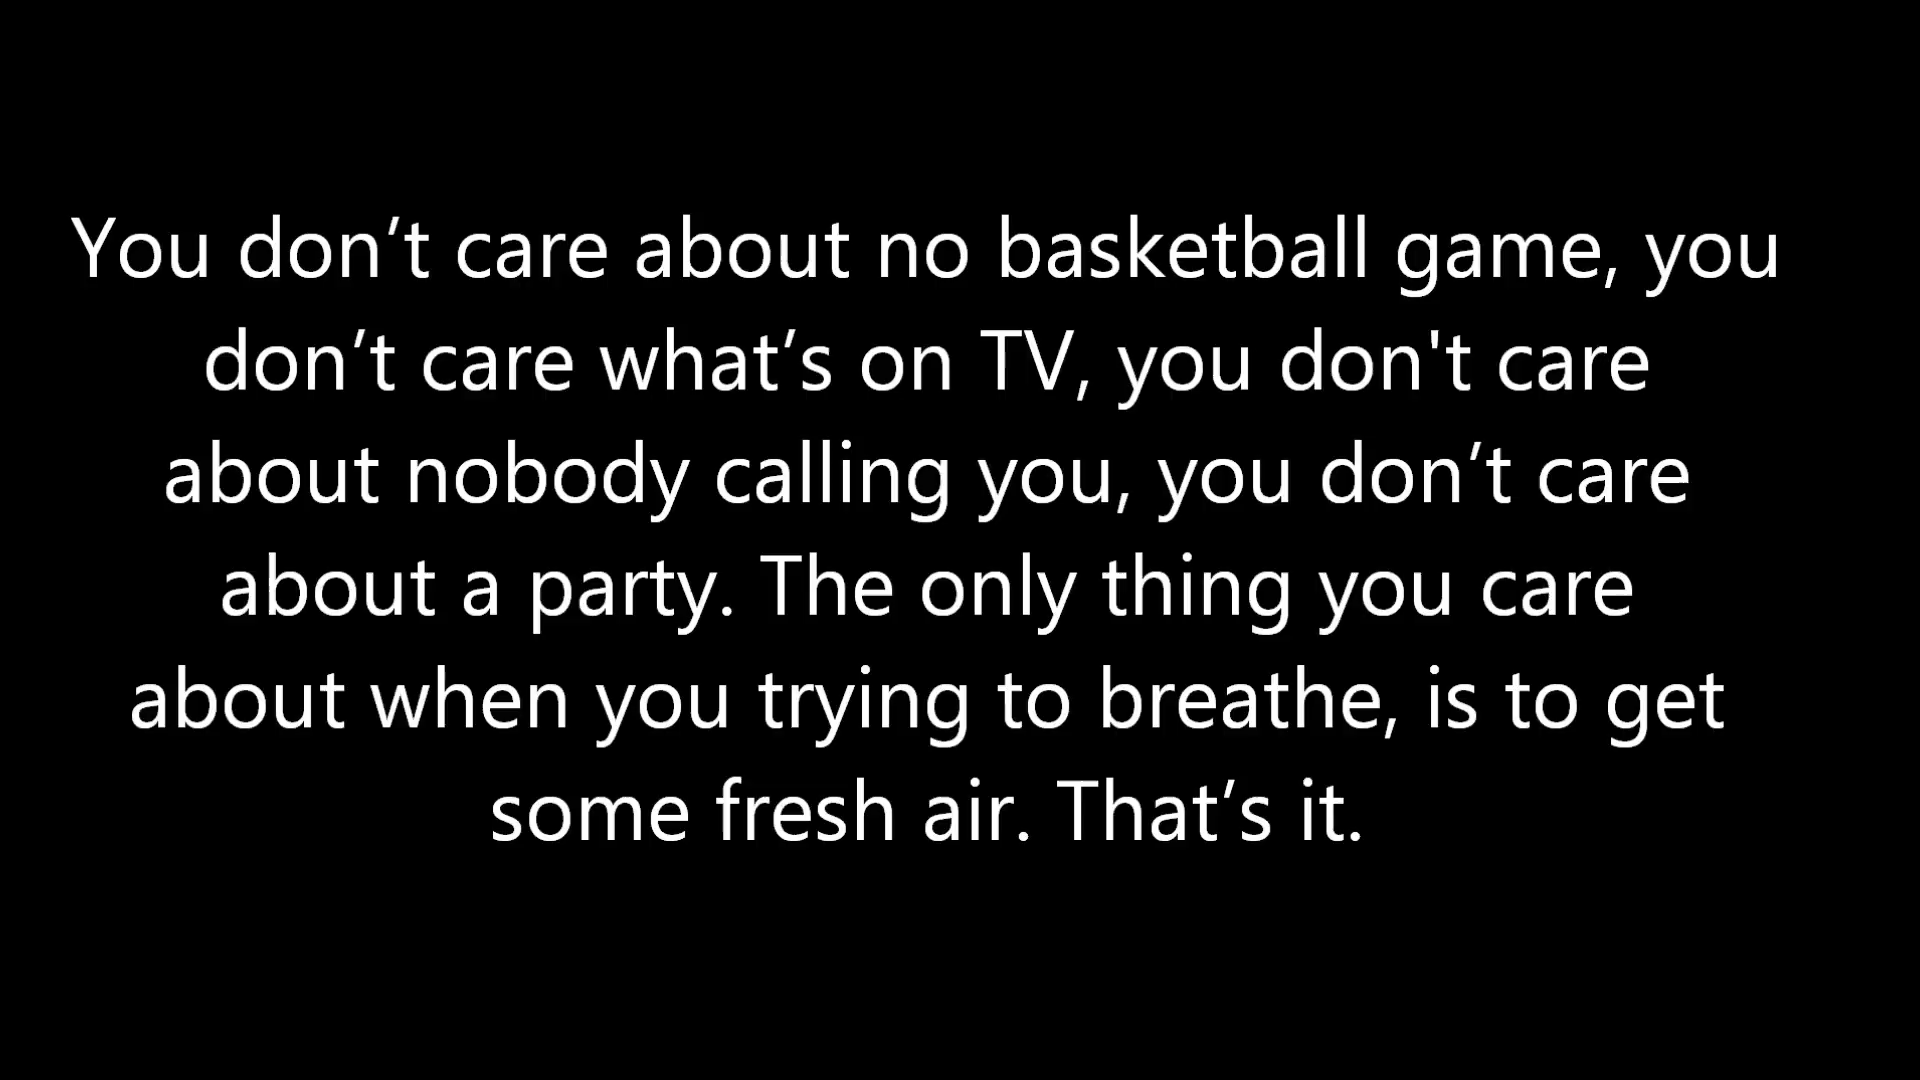 You don’t care about no basketball game, you
don’t care what’s on TV, you don't care
about nobody calling you, you don’t care
about a party. The only thing you care
about when you trying to breathe, is to get
some fresh air. That’s it.